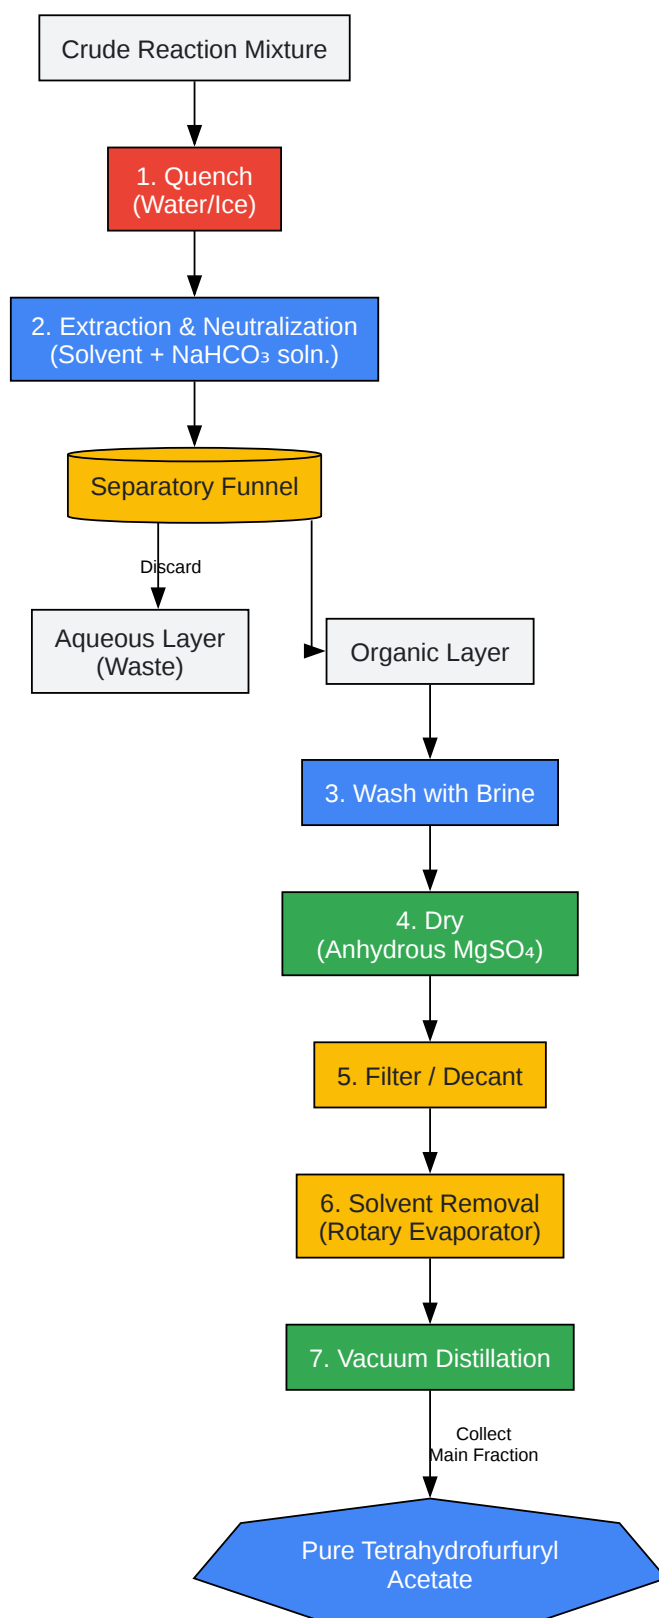 Crude Reaction Mixture
1. Quench
(Water/Ice)
2. Extraction & Neutralization
(Solvent + NaHCO₃ soln.)
Separatory Funnel
Discard
Aqueous Layer
(Waste)
Organic Layer
3. Wash with Brine
4. Dry
(Anhydrous MgSO₄)
5. Filter / Decant
6. Solvent Removal
(Rotary Evaporator)
7. Vacuum Distillation
Collect
Main Fraction
Pure Tetrahydrofurfuryl
Acetate